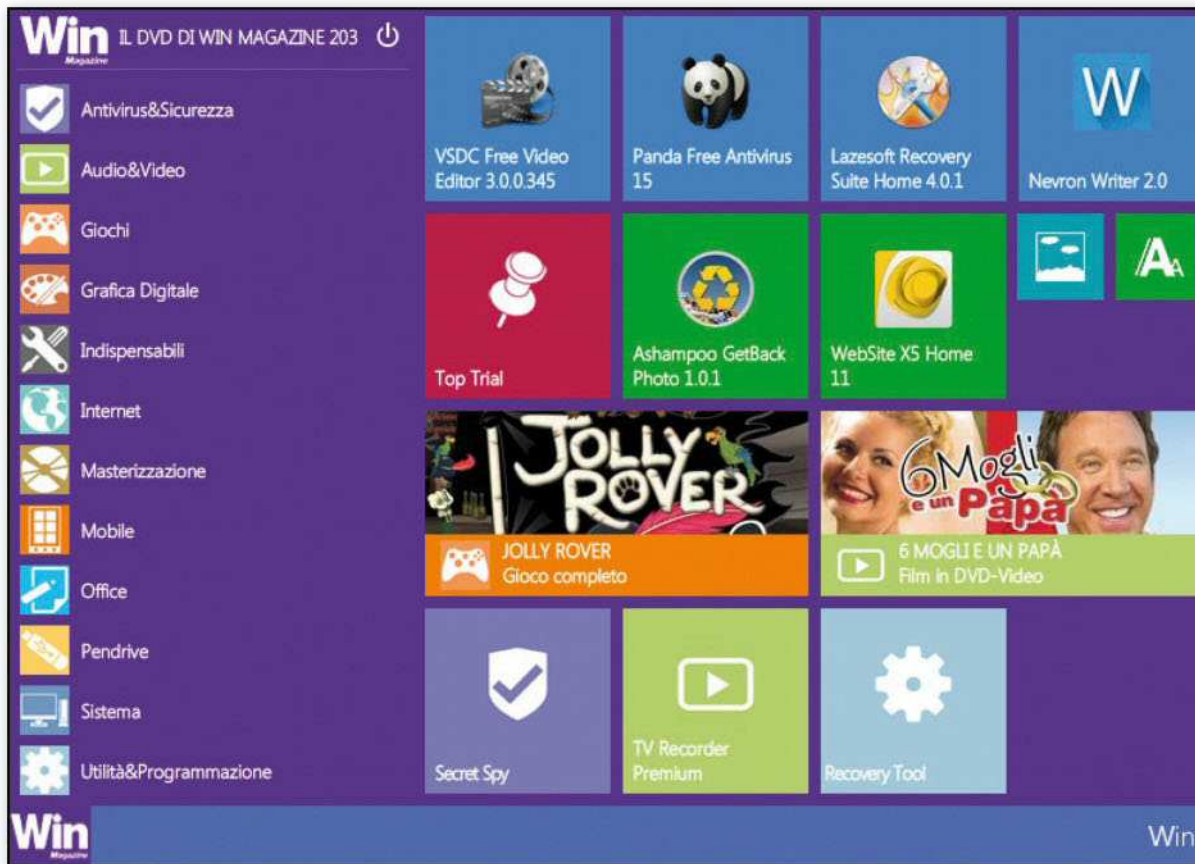 Win
Magazine
IL DVD DI WIN MAGAZINE 203
Antivirus&Sicurezza
Audio&Video
Giochi
Grafica Digitale
Indispensabili
Internet
Masterizzazione
Mobile
Office
Pendrive
Sistema
Utilità&Programmazione
VSDC Free Video
Editor 3.0.0.345
Panda Free Antivirus
15
Lazesoft Recovery
Suite Home 4.0.1
W
Nevron Writer 2.0
Top Trial
Ashampoo GetBack
Photo 1.0.1
WebSite X5 Home
11
AA
JOLLY
ROVER
JOLLY ROVER
Gioco completo
6 Mogli
e un Papà
6 MOGLI E UN PAPÀ
Film in DVD-Video
Secret Spy
TV Recorder
Premium
Recovery Tool
Win
Magazine
Win